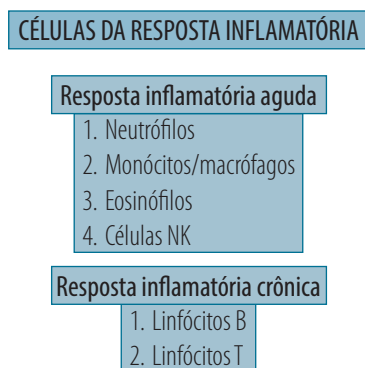 CÉLULAS DA RESPOSTA INFLAMATÓRIA
Resposta inflamatória aguda
1. Neutrófilos
2. Monócitos/macrófagos
3. Eosinófilos
4. Células NK
Resposta inflamatória crônica
1. Linfócitos B
2. Linfócitos T